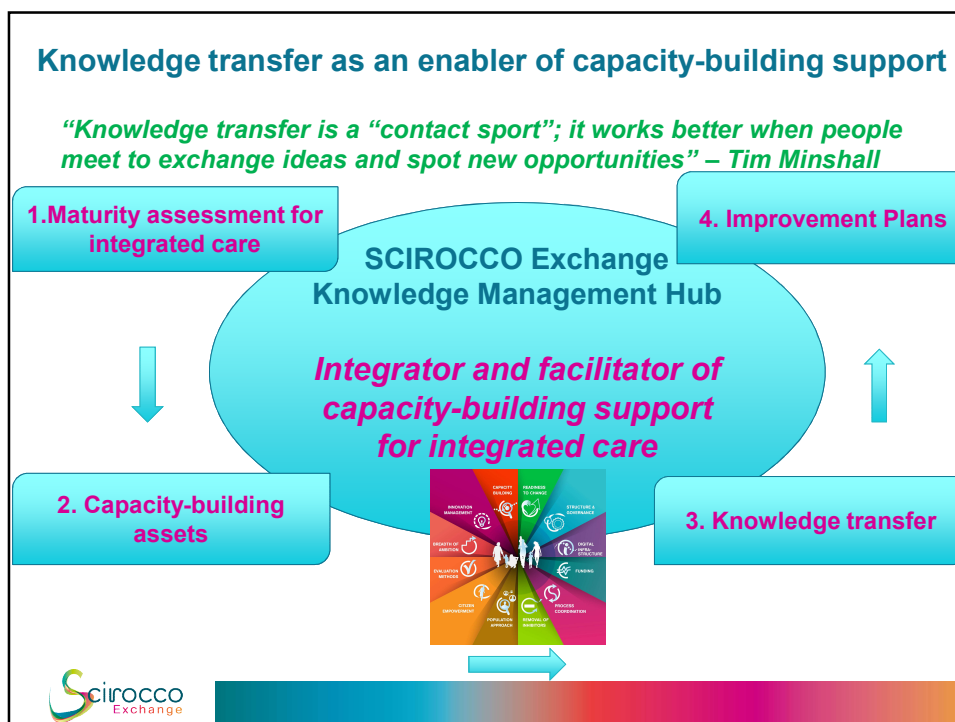 Knowledge transfer as an enabler of capacity-building support
“Knowledge transfer is a “contact sport”; it works better when people
meet to exchange ideas and spot new opportunities” – Tim Minshall
1.Maturity assessment for
integrated care
4. Improvement Plans
SCIROCCO Exchange
Knowledge Management Hub
Integrator and facilitator of
capacity-building support
for integrated care
2. Capacity-building
assets
3. Knowledge transfer
CAPACITY
BUILDING
READINESS
TO CHANGE
INNOVATION
MANAGEMENT
STRUCTURE &
GOVERNANCE
BREADTH OF
AMBITION
DIGITAL
INFRA-
STRUCTURE
EVALUATION
METHODS
FUNDING
CITIZEN
EMPOWERMENT
PROCESS
COORDINATION
POPULATION
APPROACH
REMOVAL OF
INHIBITORS
Scirocco
Exchange